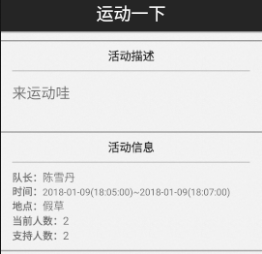 运动一下
活动描述
来运动哇
活动信息
队长：陈雪丹
时间：2018-01-09(18:05:00)~2018-01-09(18:07:00)
地点：假草
当前人数：2
支持人数：2